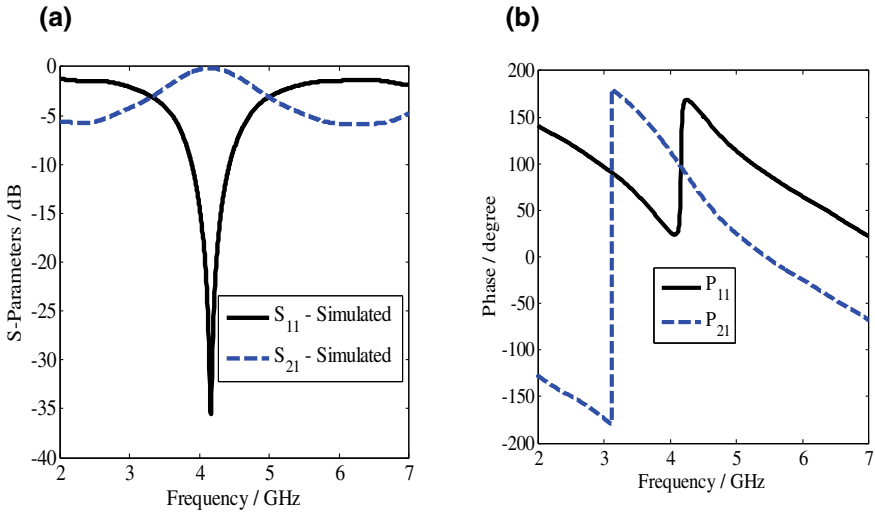 (a)
(b)
0
-5
-10
-15
-20
-25
-30
-35
-40
2 3 4 5 6 7
S-Parameters / dB
Frequency / GHz
S11 - Simulated
S21 - Simulated
200
150
100
50
0
-50
-100
-150
-200
2 3 4 5 6 7
Phase / degree
Frequency / GHz
P11
P21